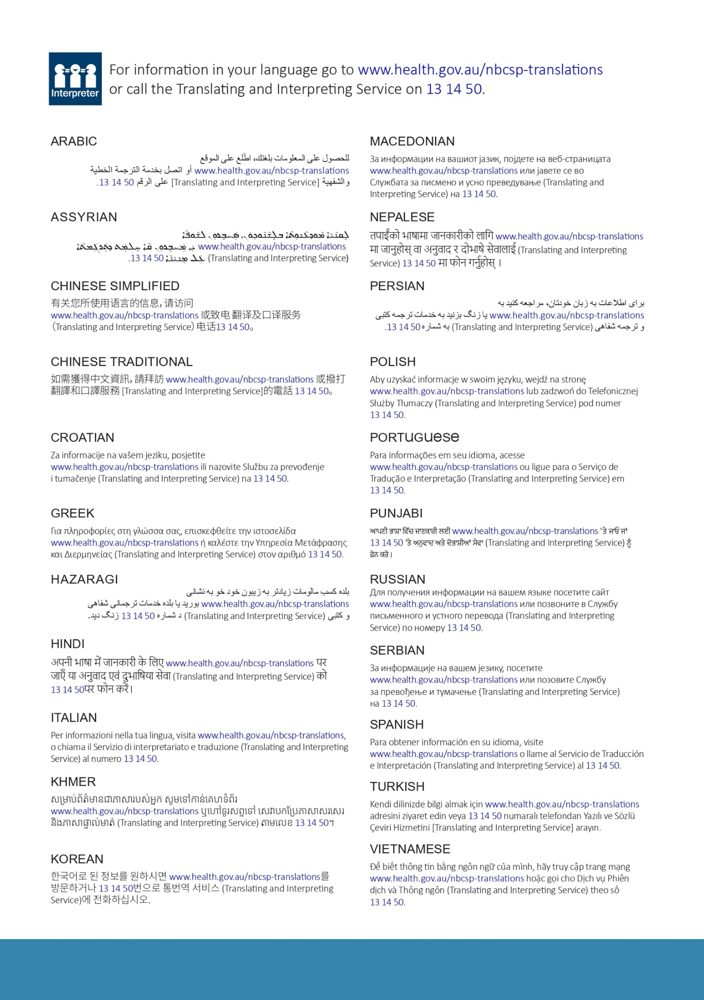 Interpreter
For information in your language go to www.health.gov.au/nbcsp-translations
or call the Translating and Interpreting Service on 13 14 50.
ARABIC
للحصول على المعلومات بلغتك، اطّلع على الموقع
www.health.gov.au/nbcsp-translations أو اتصل بخدمة الترجمة الخطية
والشفهية [Translating and Interpreting Service] على الرقم 13 14 50.
ASSYRIAN
www.health.gov.au/nbcsp-translations
(Translating and Interpreting Service) 13 14 50.
CHINESE SIMPLIFIED
有关您所使用语言的信息，请访问
www.health.gov.au/nbcsp-translations 或致电 翻译及口译服务
（Translating and Interpreting Service）电话13 14 50。
CHINESE TRADITIONAL
如需獲得中文資訊，請拜訪 www.health.gov.au/nbcsp-translations 或撥打
翻譯和口譯服務 [Translating and Interpreting Service]的電話 13 14 50。
CROATIAN
Za informacije na vašem jeziku, posjetite
www.health.gov.au/nbcsp-translations ili nazovite Službu za prevođenje
i tumačenje (Translating and Interpreting Service) na 13 14 50.
GREEK
Για πληροφορίες στη γλώσσα σας, επισκεφθείτε την ιστοσελίδα
www.health.gov.au/nbcsp-translations ή καλέστε την Υπηρεσία Μετάφρασης
και Διερμηνείας (Translating and Interpreting Service) στον αριθμό 13 14 50.
HAZARAGI
بلده کسب مالومات زیادتر به زیبون خود خو به نشانی
www.health.gov.au/nbcsp-translations بورید یا بلده خدمات ترجمانی شفاهی
و کتبی (Translating and Interpreting Service) د شماره 13 14 50 زنگ دید.
HINDI
अपनी भाषा में जानकारी के लिए www.health.gov.au/nbcsp-translations पर
जाएँ या अनुवाद एवं दुभाषिया सेवा (Translating and Interpreting Service) को
13 14 50पर फोन करें।
ITALIAN
Per informazioni nella tua lingua, visita www.health.gov.au/nbcsp-translations,
o chiama il Servizio di interpretariato e traduzione (Translating and Interpreting
Service) al numero 13 14 50.
KHMER
សម្រាប់ព័ត៌មានជាភាសារបស់អ្នក សូមទៅកាន់គេហទំព័រ
www.health.gov.au/nbcsp-translations ឬហៅទូរសព្ទទៅ សេវាបកប្រែភាសាសរសេរ
និងភាសាផ្ទាល់មាត់ (Translating and Interpreting Service) តាមលេខ 13 14 50។
KOREAN
한국어로 된 정보를 원하시면 www.health.gov.au/nbcsp-translations를
방문하거나 13 14 50번으로 통번역 서비스 (Translating and Interpreting
Service)에 전화하십시오.
MACEDONIAN
За информации на вашиот јазик, појдете на веб-страницата
www.health.gov.au/nbcsp-translations или јавете се во
Службата за писмено и усно преведување (Translating and
Interpreting Service) на 13 14 50.
NEPALESE
तपाईंको भाषामा जानकारीको लागि www.health.gov.au/nbcsp-translations
मा जानुहोस् वा अनुवाद र दोभाषे सेवालाई (Translating and Interpreting
Service) 13 14 50 मा फोन गर्नुहोस् ।
PERSIAN
برای اطلاعات به زبان خودتان، مراجعه کنید به
www.health.gov.au/nbcsp-translations یا زنگ بزنید به خدمات ترجمه کتبی
و ترجمه شفاهی (Translating and Interpreting Service) به شماره 13 14 50.
POLISH
Aby uzyskać informacje w swoim języku, wejdź na stronę
www.health.gov.au/nbcsp-translations lub zadzwoń do Telefonicznej
Służby Tłumaczy (Translating and Interpreting Service) pod numer
13 14 50.
PORTuGuese
Para informações em seu idioma, acesse
www.health.gov.au/nbcsp-translations ou ligue para o Serviço de
Tradução e Interpretação (Translating and Interpreting Service) em
13 14 50.
PUNJABI
ਆਪਣੀ ਭਾਸ਼ਾ ਵਿੱਚ ਜਾਣਕਾਰੀ ਲਈ www.health.gov.au/nbcsp-translations ‘ਤੇ ਜਾਓ ਜਾਂ
13 14 50 ‘ਤੇ ਅਨੁਵਾਦ ਅਤੇ ਦੋਭਾਸ਼ੀਆਂ ਸੇਵਾ (Translating and Interpreting Service) ਨੂੰ
ਫ਼ੋਨ ਕਰੋ।
RUSSIAN
Для получения информации на вашем языке посетите сайт
www.health.gov.au/nbcsp-translations или позвоните в Службу
письменного и устного перевода (Translating and Interpreting
Service) по номеру 13 14 50.
SERBIAN
За информације на вашем језику, посетите
www.health.gov.au/nbcsp-translations или позовите Службу
за превођење и тумачење (Translating and Interpreting Service)
на 13 14 50.
SPANISH
Para obtener información en su idioma, visite
www.health.gov.au/nbcsp-translations o llame al Servicio de Traducción
e Interpretación (Translating and Interpreting Service) al 13 14 50.
TURKISH
Kendi dilinizde bilgi almak için www.health.gov.au/nbcsp-translations
adresini ziyaret edin veya 13 14 50 numaralı telefondan Yazılı ve Sözlü
Çeviri Hizmetini [Translating and Interpreting Service] arayın.
VIETNAMESE
Để biết thông tin bằng ngôn ngữ của mình, hãy truy cập trang mạng
www.health.gov.au/nbcsp-translations hoặc gọi cho Dịch vụ Phiên
dịch và Thông ngôn (Translating and Interpreting Service) theo số
13 14 50.